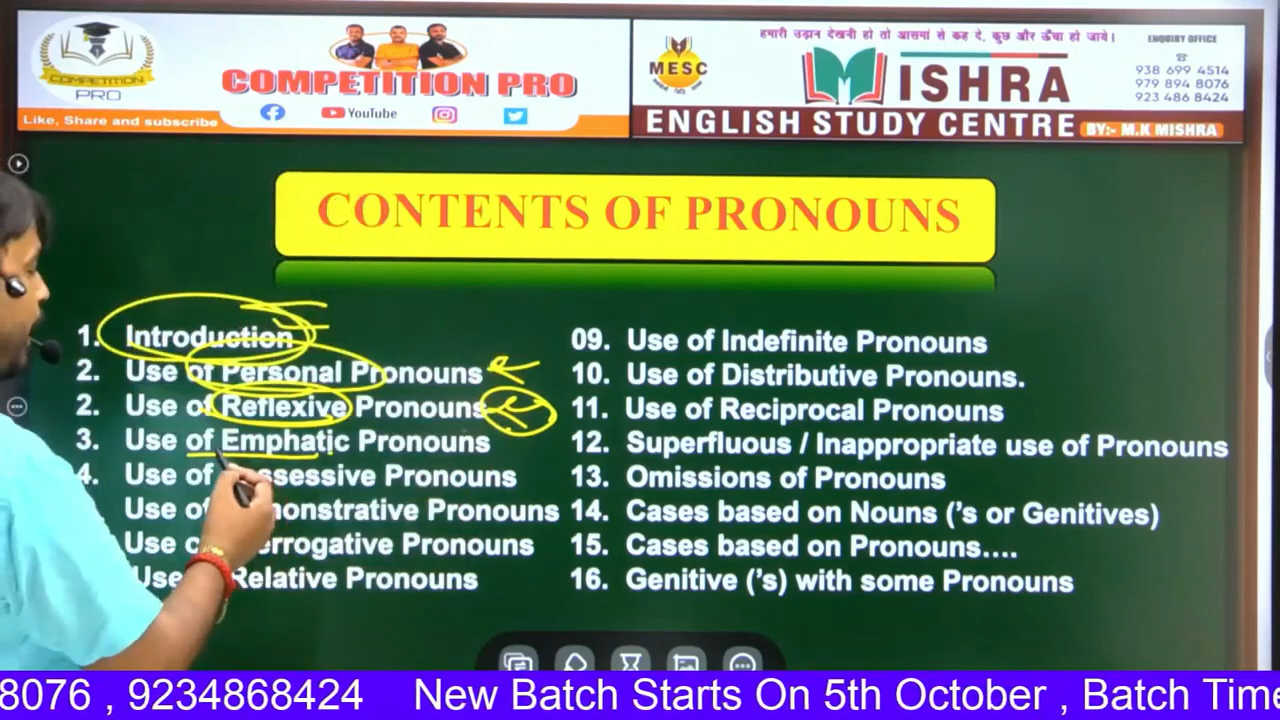 COMPETITION
PRO
COMPETITION PRO
Like, Share and subscribe
YouTube
MESC
हमारी उड़ान देखनी हो तो आसमां से कह दे, कुछ और ऊँचा हो जाये।
ISHRA
ENGLISH STUDY CENTRE
BY:- M.K MISHRA
ENQUIRY OFFICE
938 699 4514
979 894 8076
923 486 8424
CONTENTS OF PRONOUNS
1. Introduction
2. Use of Personal Pronouns
2. Use of Reflexive Pronouns
3. Use of Emphatic Pronouns
4. Use of ssessive Pronouns
Use of monstrative Pronouns
Use errogative Pronouns
Use Relative Pronouns
09. Use of Indefinite Pronouns
10. Use of Distributive Pronouns.
11. Use of Reciprocal Pronouns
12. Superfluous / Inappropriate use of Pronouns
13. Omissions of Pronouns
14. Cases based on Nouns ('s or Genitives)
15. Cases based on Pronouns....
16. Genitive ('s) with some Pronouns
8076 , 9234868424 New Batch Starts On 5th October , Batch Time